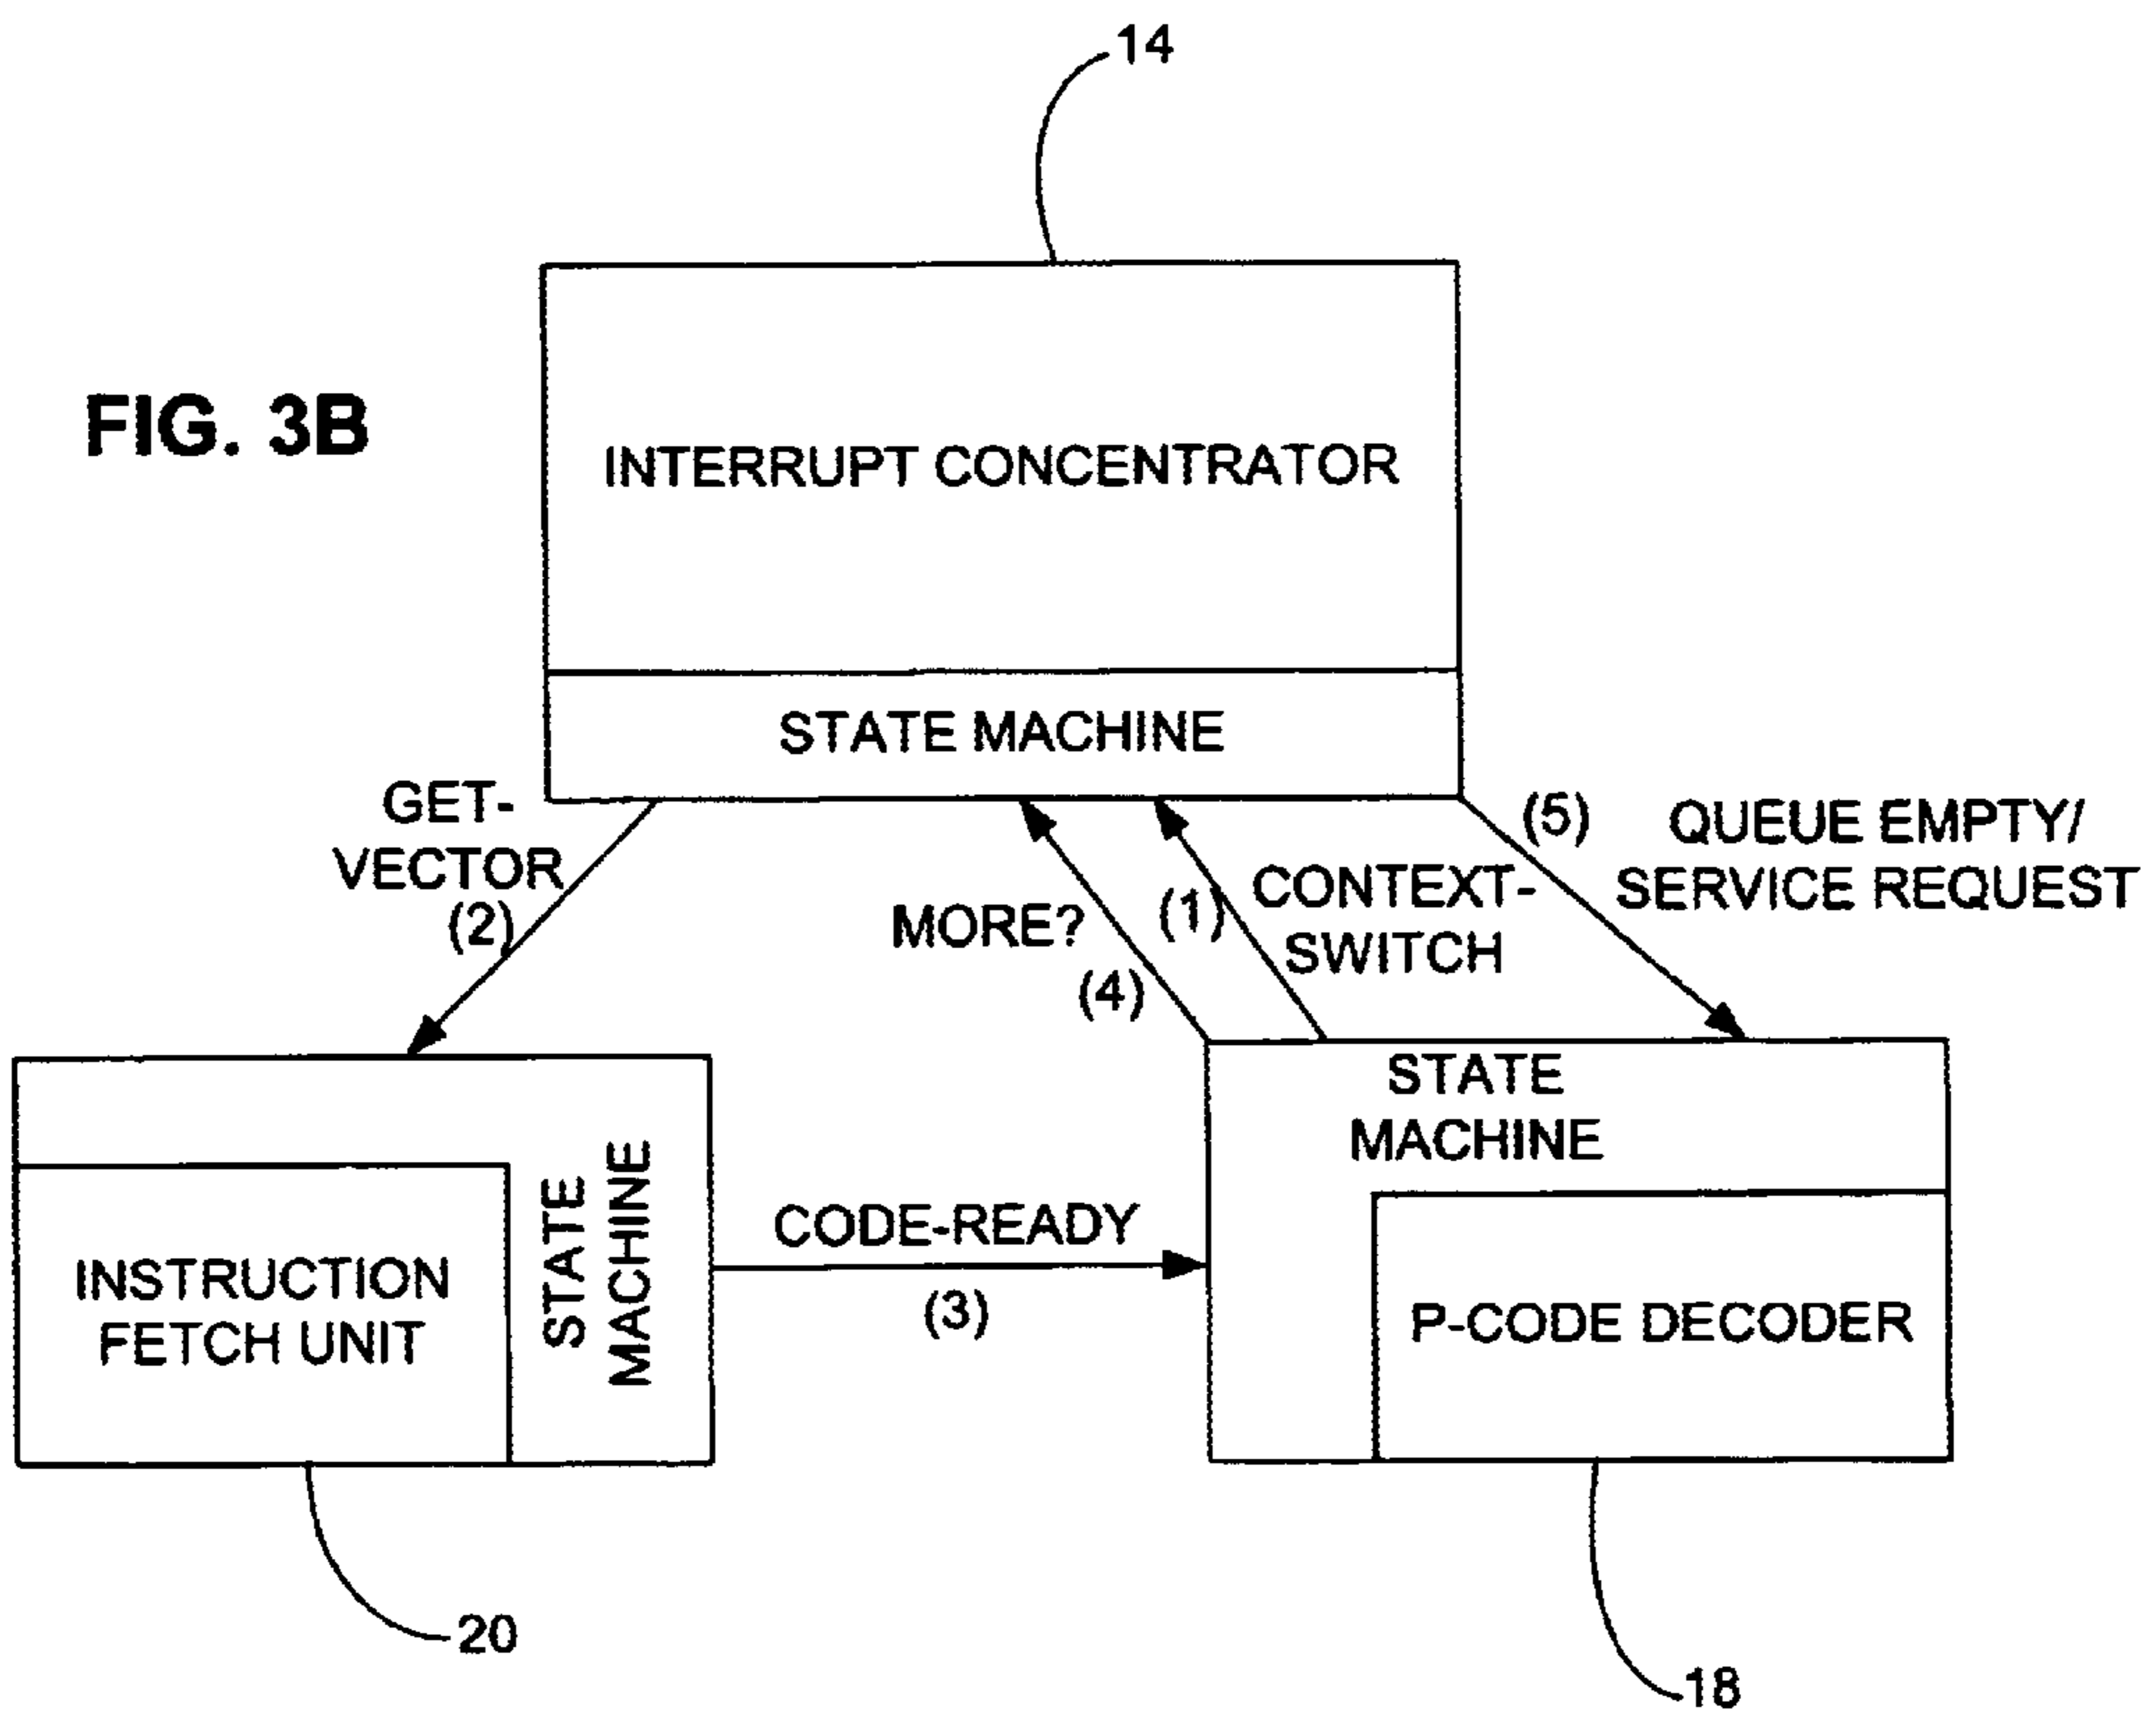 14
FIG. 3B
INTERRUPT CONCENTRATOR
STATE MACHINE
GET-
VECTOR
(2)
MORE?
(4)
(1)
CONTEXT-
SWITCH
(5)
QUEUE EMPTY/
SERVICE REQUEST
INSTRUCTION
FETCH UNIT
STATE
MACHINE
CODE-READY
(3)
STATE
MACHINE
P-CODE DECODER
20
18